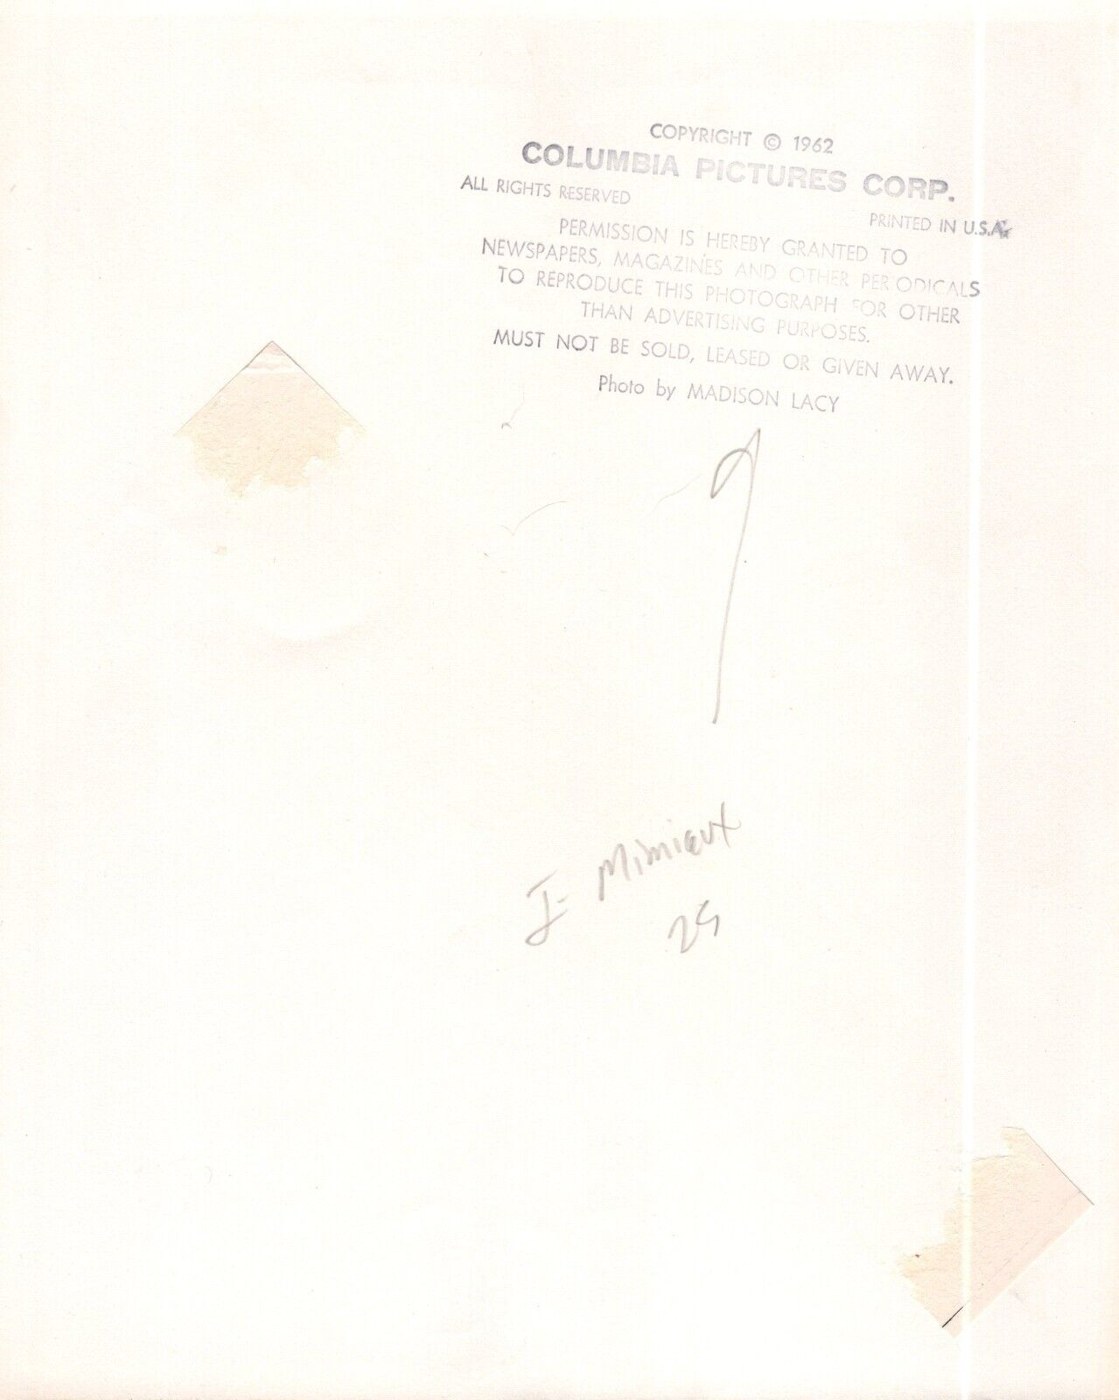 COPYRIGHT © 1962
COLUMBIA PICTURES CORP.
ALL RIGHTS RESERVED
PRINTED IN U.S.A.
PERMISSION IS HEREBY GRANTED TO
NEWSPAPERS, MAGAZINES AND OTHER PERIODICALS
TO REPRODUCE THIS PHOTOGRAPH FOR OTHER
THAN ADVERTISING PURPOSES.
MUST NOT BE SOLD, LEASED OR GIVEN AWAY.
Photo by MADISON LACY
Mimieux